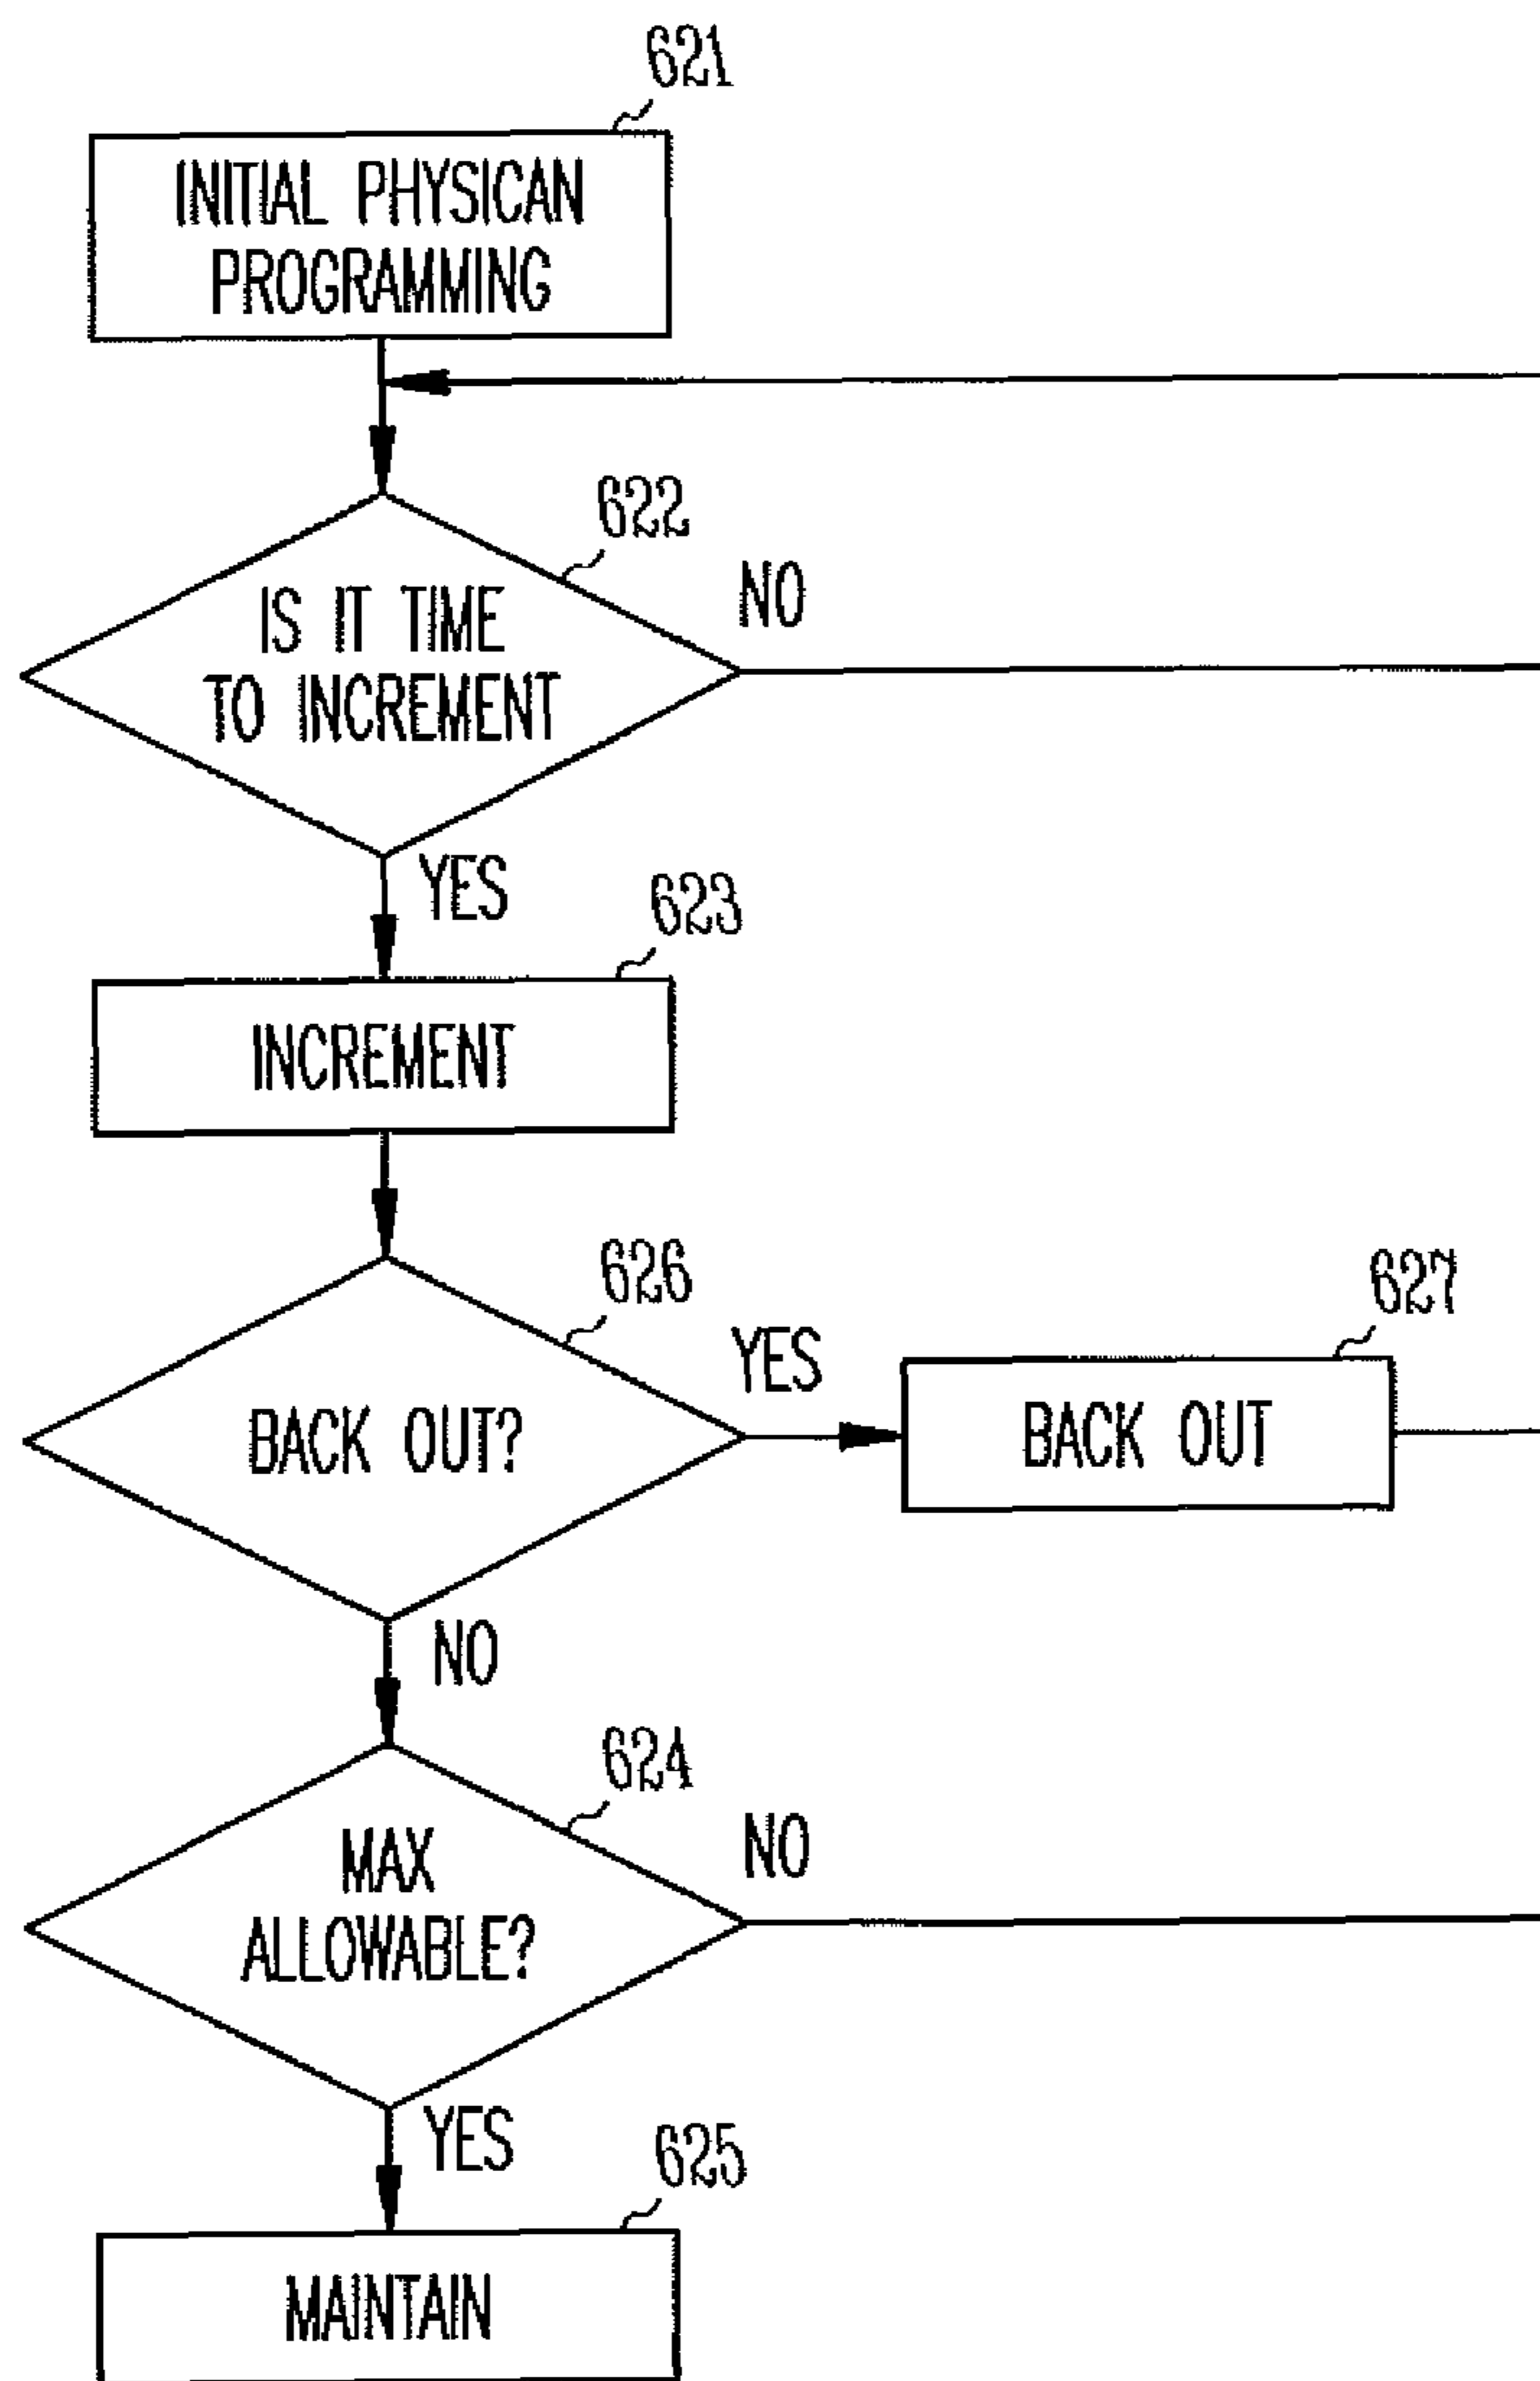 621
INITIAL PHYSICAN
PROGRAMMING
622
IS IT TIME
TO INCREMENT
NO
YES
623
INCREMENT
626
BACK OUT?
YES
627
BACK OUT
NO
624
MAX
ALLOWABLE?
NO
YES
625
MAINTAIN